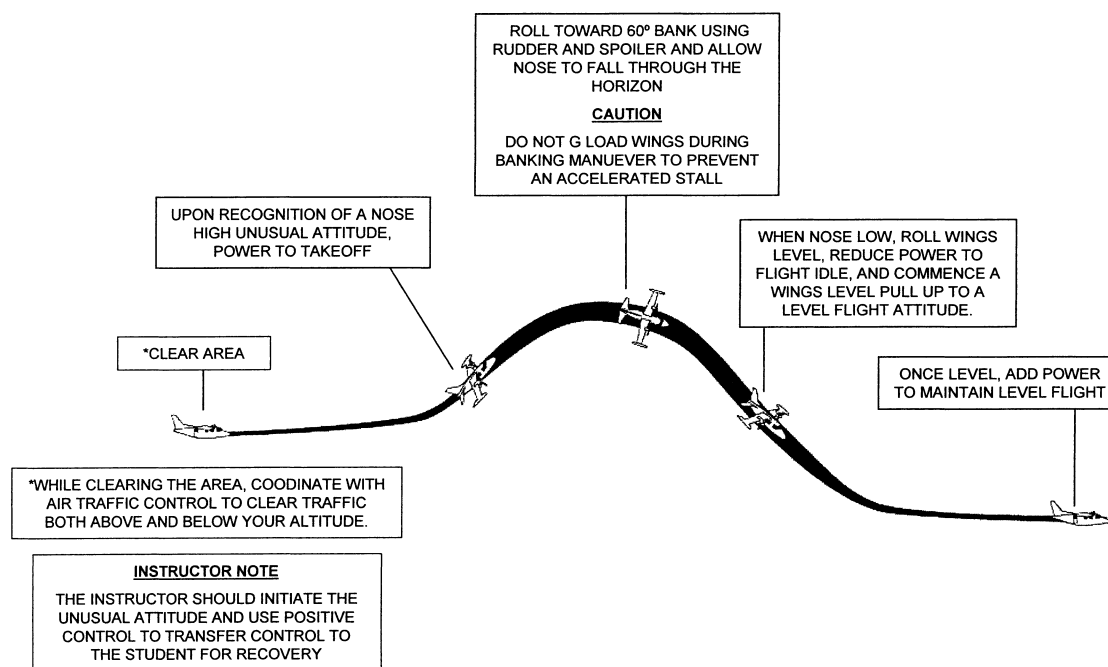 ROLL TOWARD 60º BANK USING
RUDDER AND SPOILER AND ALLOW
NOSE TO FALL THROUGH THE
HORIZON
CAUTION
DO NOT G LOAD WINGS DURING
BANKING MANUEVER TO PREVENT
AN ACCELERATED STALL
UPON RECOGNITION OF A NOSE
HIGH UNUSUAL ATTITUDE,
POWER TO TAKEOFF
WHEN NOSE LOW, ROLL WINGS
LEVEL, REDUCE POWER TO
FLIGHT IDLE, AND COMMENCE A
WINGS LEVEL PULL UP TO A
LEVEL FLIGHT ATTITUDE.
*CLEAR AREA
ONCE LEVEL, ADD POWER
TO MAINTAIN LEVEL FLIGHT
*WHILE CLEARING THE AREA, COODINATE WITH
AIR TRAFFIC CONTROL TO CLEAR TRAFFIC
BOTH ABOVE AND BELOW YOUR ALTITUDE.
INSTRUCTOR NOTE
THE INSTRUCTOR SHOULD INITIATE THE
UNUSUAL ATTITUDE AND USE POSITIVE
CONTROL TO TRANSFER CONTROL TO
THE STUDENT FOR RECOVERY